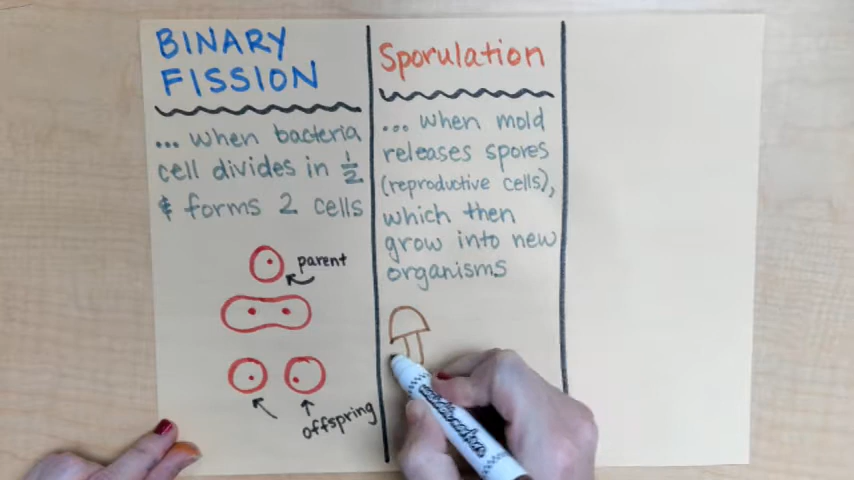 BINARY
FISSION
... when bacteria
cell divides in 1/2
& forms 2 cells
parent
offspring
Sporulation
... when mold
releases spores
(reproductive cells),
which then
grow into new
organisms